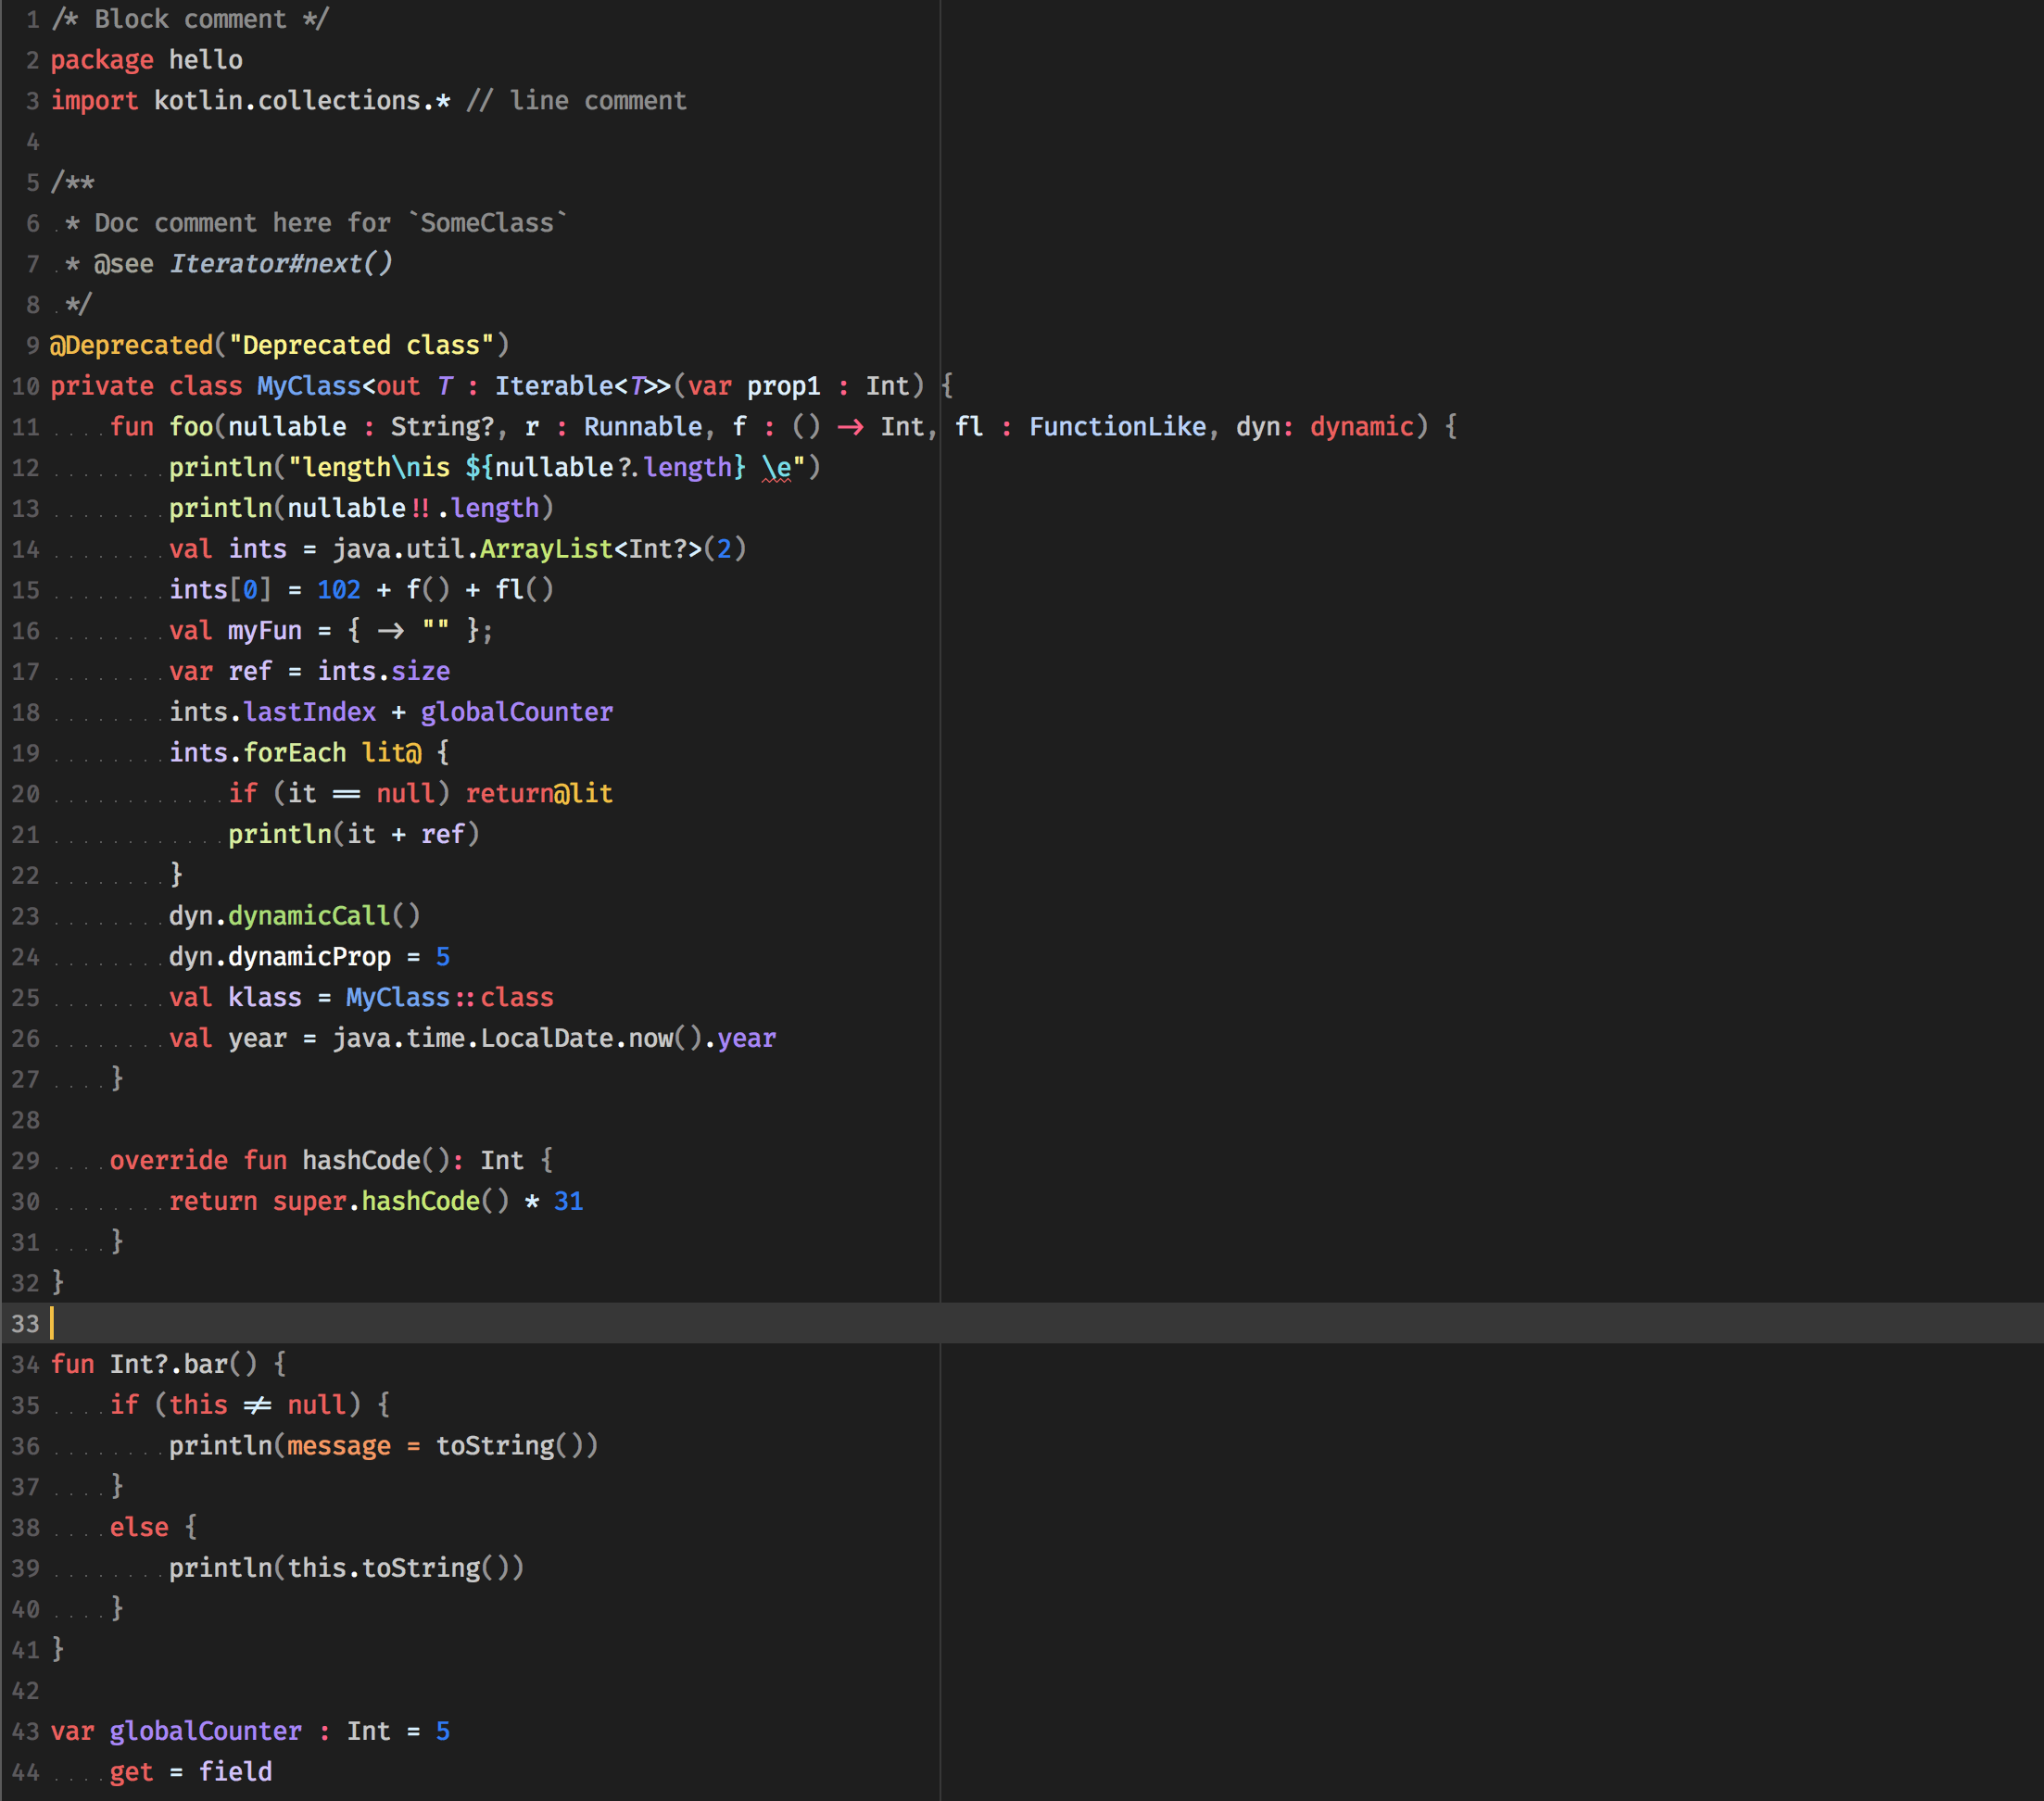 1 /* Block comment */
2 package hello
3 import kotlin.collections.* // line comment
4
5 /**
6  * Doc comment here for `SomeClass`
7  * @see Iterator#next()
8  */
9 @Deprecated("Deprecated class")
10 private class MyClass<out T : Iterable<T>>(var prop1 : Int) {
11     fun foo(nullable : String?, r : Runnable, f : () -> Int, fl : FunctionLike, dyn: dynamic) {
12         println("length\nis ${nullable?.length} \e")
13         println(nullable!!.length)
14         val ints = java.util.ArrayList<Int?>(2)
15         ints[0] = 102 + f() + fl()
16         val myFun = { -> "" };
17         var ref = ints.size
18         ints.lastIndex + globalCounter
19         ints.forEach lit@ {
20             if (it == null) return@lit
21             println(it + ref)
22         }
23         dyn.dynamicCall()
24         dyn.dynamicProp = 5
25         val klass = MyClass::class
26         val year = java.time.LocalDate.now().year
27     }
28
29     override fun hashCode(): Int {
30         return super.hashCode() * 31
31     }
32 }
33
34 fun Int?.bar() {
35     if (this != null) {
36         println(message = toString())
37     }
38     else {
39         println(this.toString())
40     }
41 }
42
43 var globalCounter : Int = 5
44     get = field